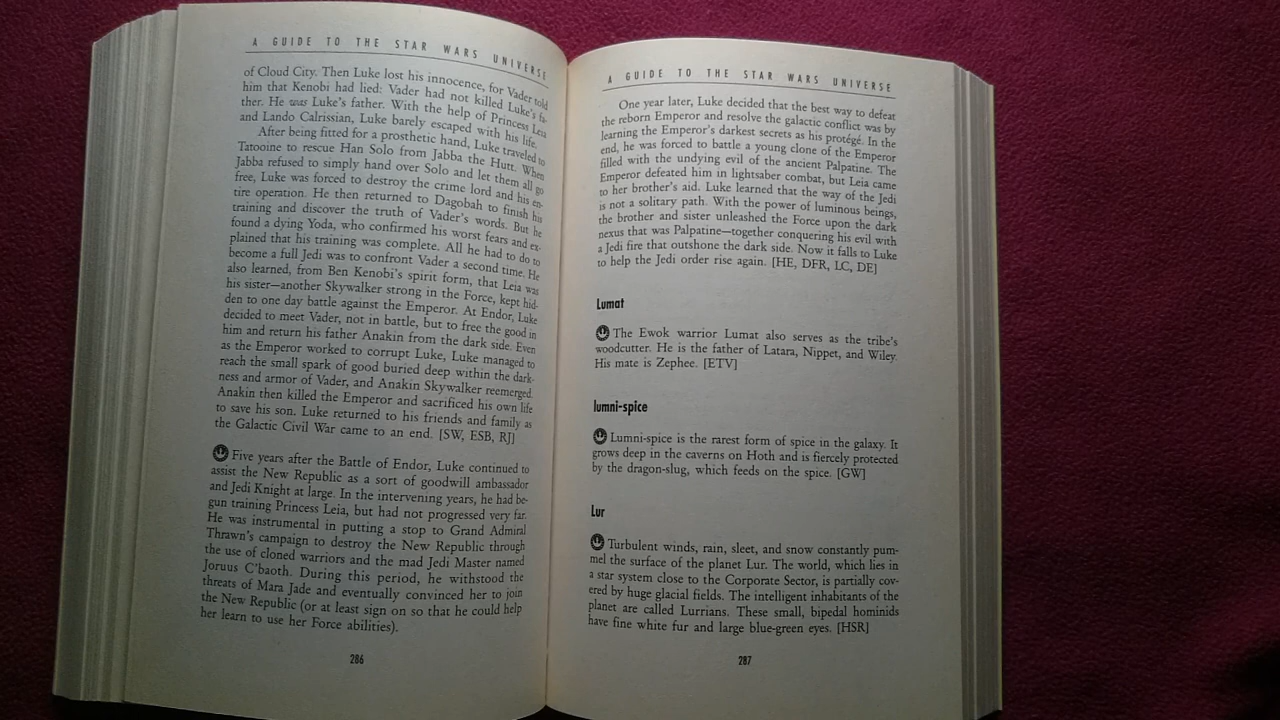 A GUIDE TO THE STAR WARS UNIVERSE
of Cloud City. Then Luke lost his innocence, for Vader told
him that Kenobi had lied: Vader had not killed Luke's fa-
ther. He was Luke's father. With the help of Princess Leia
and Lando Calrissian, Luke barely escaped with his life.
After being fitted for a prosthetic hand, Luke traveled to
Tatooine to rescue Han Solo from Jabba the Hutt. When
Jabba refused to simply hand over Solo and let them all go
free, Luke was forced to destroy the crime lord and his en-
tire operation. He then returned to Dagobah to finish his
training and discover the truth of Vader's words. But he
found a dying Yoda, who confirmed his worst fears and ex-
plained that his training was complete. All he had to do to
become a full Jedi was to confront Vader a second time. He
also learned, from Ben Kenobi's spirit form, that Leia was
his sister—another Skywalker strong in the Force, kept hid-
den to one day battle against the Emperor. At Endor, Luke
decided to meet Vader, not in battle, but to free the good in
him and return his father Anakin from the dark side. Even
as the Emperor worked to corrupt Luke, Luke managed to
reach the small spark of good buried deep within the dark-
ness and armor of Vader, and Anakin Skywalker reemerged.
Anakin then killed the Emperor and sacrificed his own life
to save his son. Luke returned to his friends and family as
the Galactic Civil War came to an end. [SW, ESB, RJ]
Five years after the Battle of Endor, Luke continued to
assist the New Republic as a sort of goodwill ambassador
and Jedi Knight at large. In the intervening years, he had be-
gun training Princess Leia, but had not progressed very far.
He was instrumental in putting a stop to Grand Admiral
Thrawn's campaign to destroy the New Republic through
the use of cloned warriors and the mad Jedi Master named
Joruus C'baoth. During this period, he withstood the
threats of Mara Jade and eventually convinced her to join
the New Republic (or at least sign on so that he could help
her learn to use her Force abilities).
286
A GUIDE TO THE STAR WARS UNIVERSE
One year later, Luke decided that the best way to defeat
the reborn Emperor and resolve the galactic conflict was by
learning the Emperor's darkest secrets as his protégé. In the
end, he was forced to battle a young clone of the Emperor
filled with the undying evil of the ancient Palpatine. The
Emperor defeated him in lightsaber combat, but Leia came
to her brother's aid. Luke learned that the way of the Jedi
is not a solitary path. With the power of luminous beings,
the brother and sister unleashed the Force upon the dark
nexus that was Palpatine—together conquering his evil with
a Jedi fire that outshone the dark side. Now it falls to Luke
to help the Jedi order rise again. [HE, DFR, LC, DE]
Lumat
The Ewok warrior Lumat also serves as the tribe's
woodcutter. He is the father of Latara, Nippet, and Wiley.
His mate is Zephee. [ETV]
lumni-spice
Lumni-spice is the rarest form of spice in the galaxy. It
grows deep in the caverns on Hoth and is fiercely protected
by the dragon-slug, which feeds on the spice. [GW]
Lur
Turbulent winds, rain, sleet, and snow constantly pum-
mel the surface of the planet Lur. The world, which lies in
a star system close to the Corporate Sector, is partially cov-
ered by huge glacial fields. The intelligent inhabitants of the
planet are called Lurrians. These small, bipedal hominids
have fine white fur and large blue-green eyes. [HSR]
287